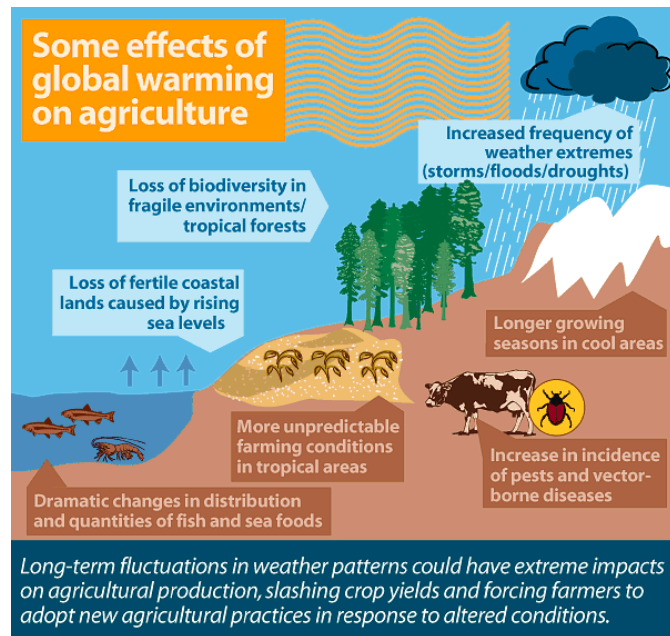 Some effects of
global warming
on agriculture
Increased frequency of
weather extremes
(storms/floods/droughts)
Loss of biodiversity in
fragile environments/
tropical forests
Loss of fertile coastal
lands caused by rising
sea levels
Longer growing
seasons in cool areas
More unpredictable
farming conditions
in tropical areas
Increase in incidence
of pests and vector-
borne diseases
Dramatic changes in distribution
and quantities of fish and sea foods
Long-term fluctuations in weather patterns could have extreme impacts
on agricultural production, slashing crop yields and forcing farmers to
adopt new agricultural practices in response to altered conditions.